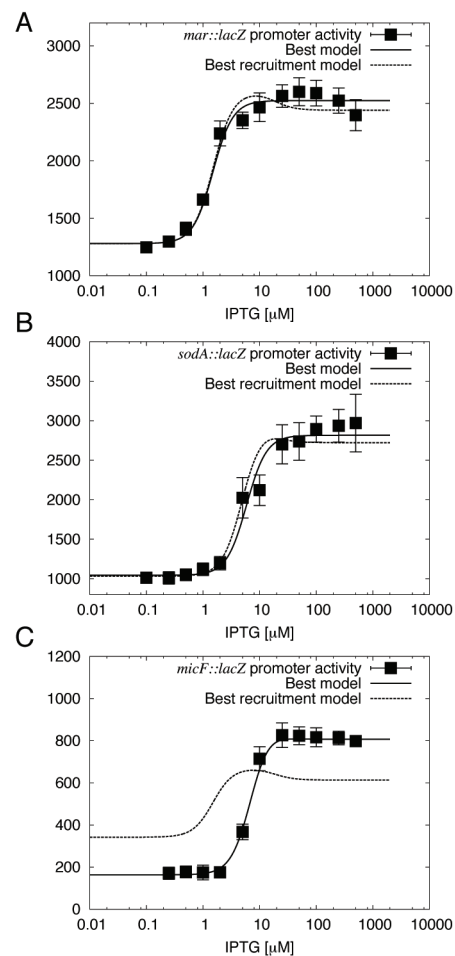 A
mar::lacZ promoter activity
Best model
Best recruitment model
3000
2500
2000
1500
1000
0.01 0.1 1 10 100 1000 10000
IPTG [µM]
B
sodA::lacZ promoter activity
Best model
Best recruitment model
4000
3500
3000
2500
2000
1500
1000
0.01 0.1 1 10 100 1000 10000
IPTG [µM]
C
micF::lacZ promoter activity
Best model
Best recruitment model
1200
1000
800
600
400
200
0
0.01 0.1 1 10 100 1000 10000
IPTG [µM]